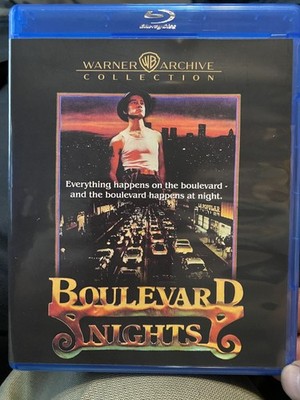 Blu-ray Disc
WARNER WB ARCHIVE
COLLECTION
Everything happens on the boulevard -
and the boulevard happens at night.
BOULEVARD
NIGHTS